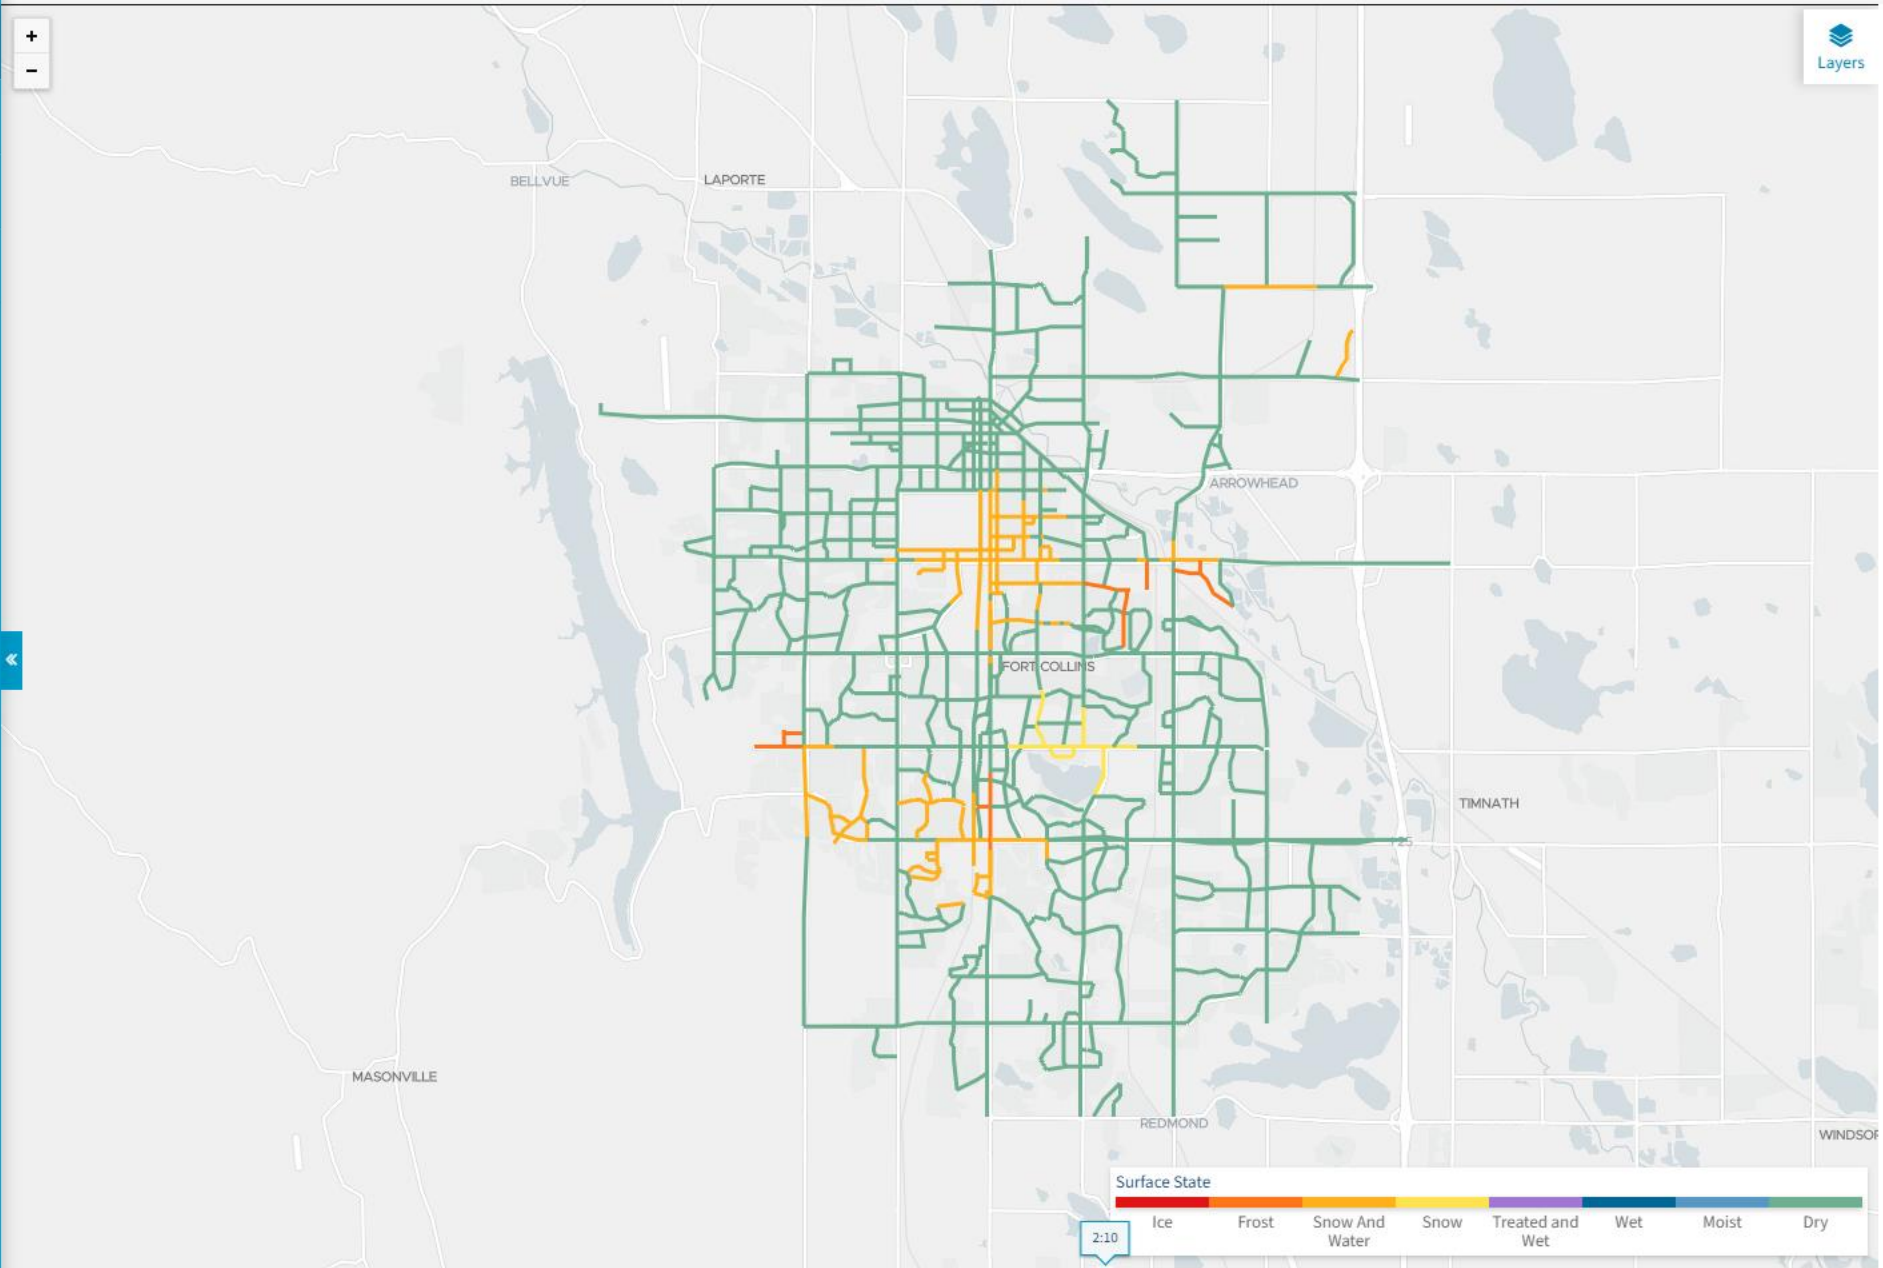 +
−
Layers
BELLVUE
LAPORTE
ARROWHEAD
«
FORT COLLINS
TIMNATH
I 25
MASONVILLE
REDMOND
WINDSOR
Surface State
Ice
Frost
Snow And
Water
Snow
Treated and
Wet
Wet
Moist
Dry
2:10